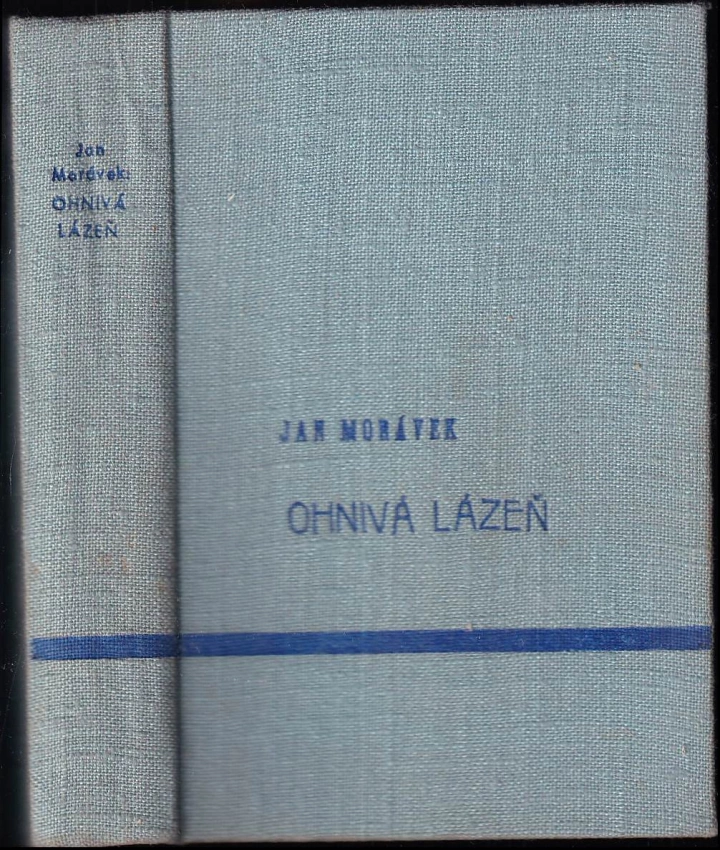 Jan
Morávek:
OHNIVÁ
LÁZEŇ
JAN MORÁVEK
OHNIVÁ LÁZEŇ